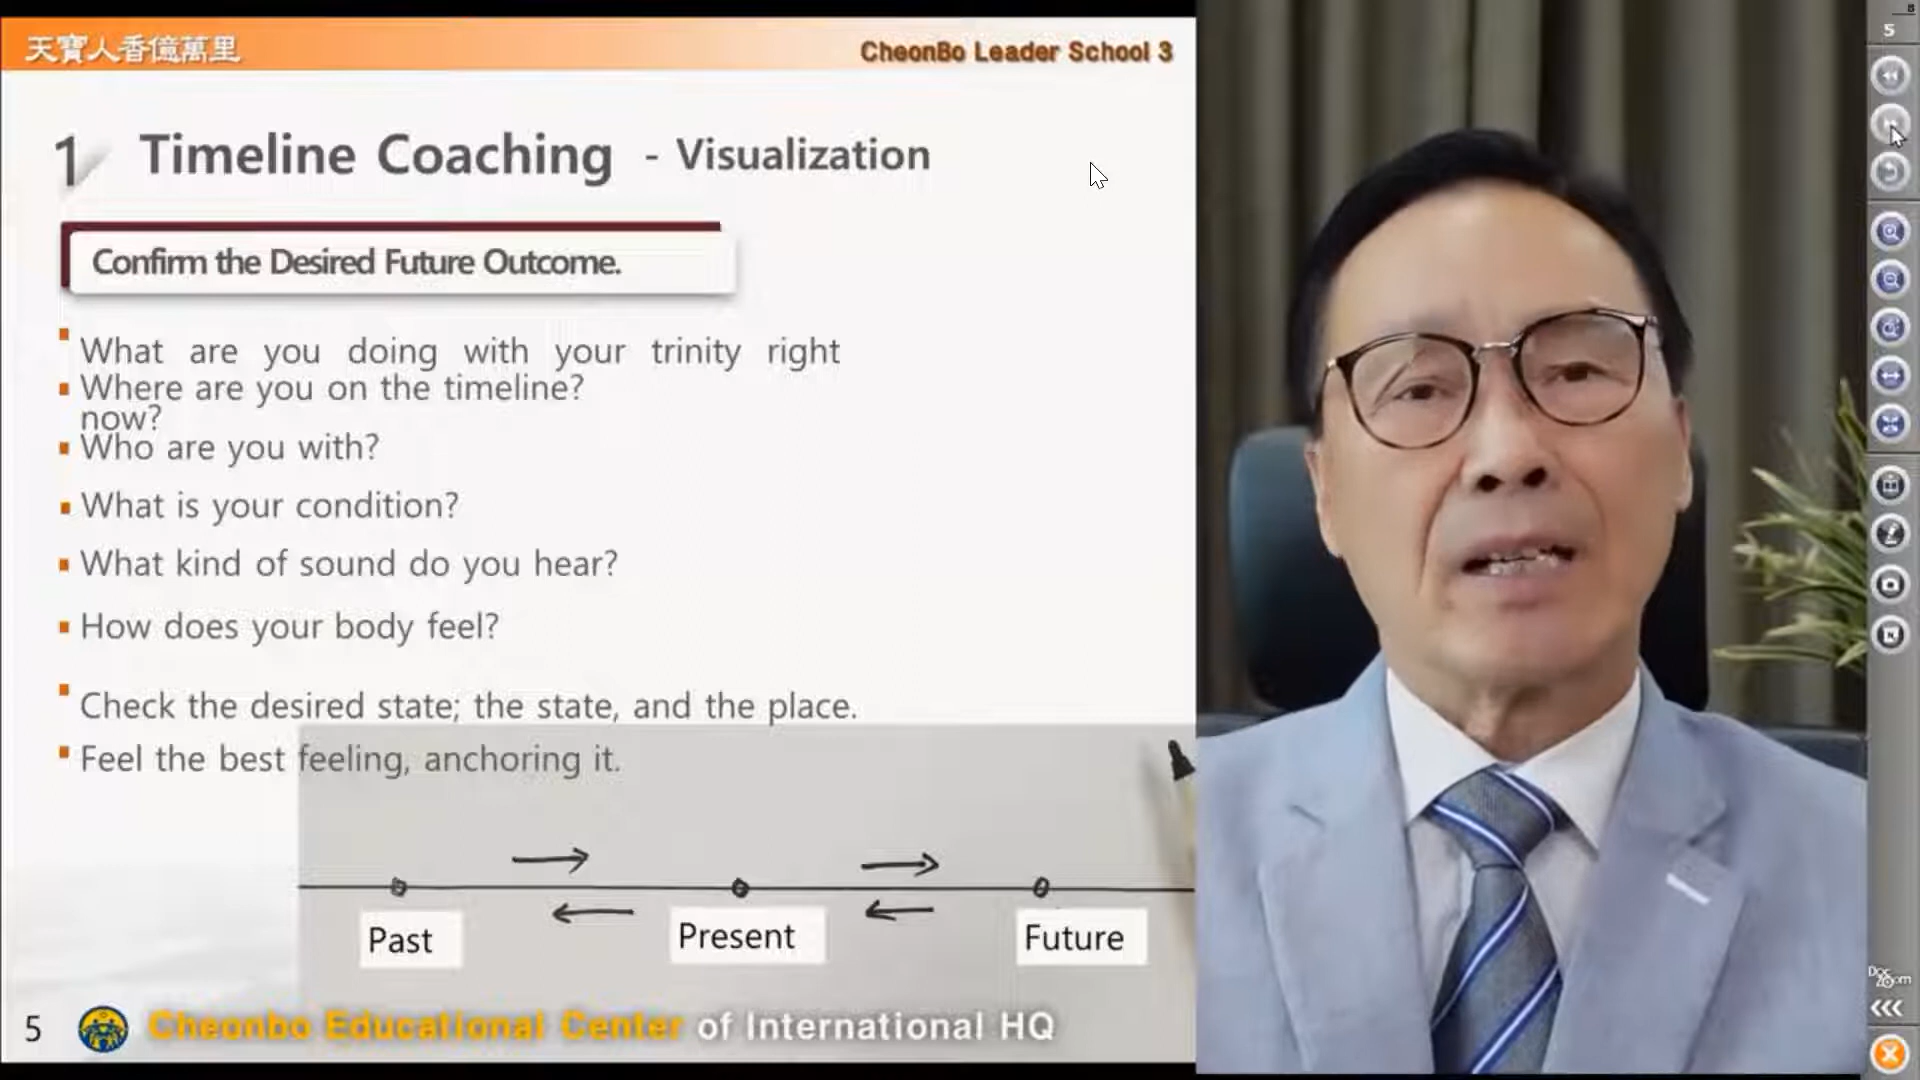 8
5
天寶人香億萬里
CheonBo Leader School 3
1 Timeline Coaching - Visualization
Confirm the Desired Future Outcome.
What are you doing with your trinity right
Where are you on the timeline?
now?
Who are you with?
What is your condition?
What kind of sound do you hear?
How does your body feel?
Check the desired state; the state, and the place.
Feel the best feeling, anchoring it.
Past
Present
Future
5
Cheonbo Educational Center of International HQ